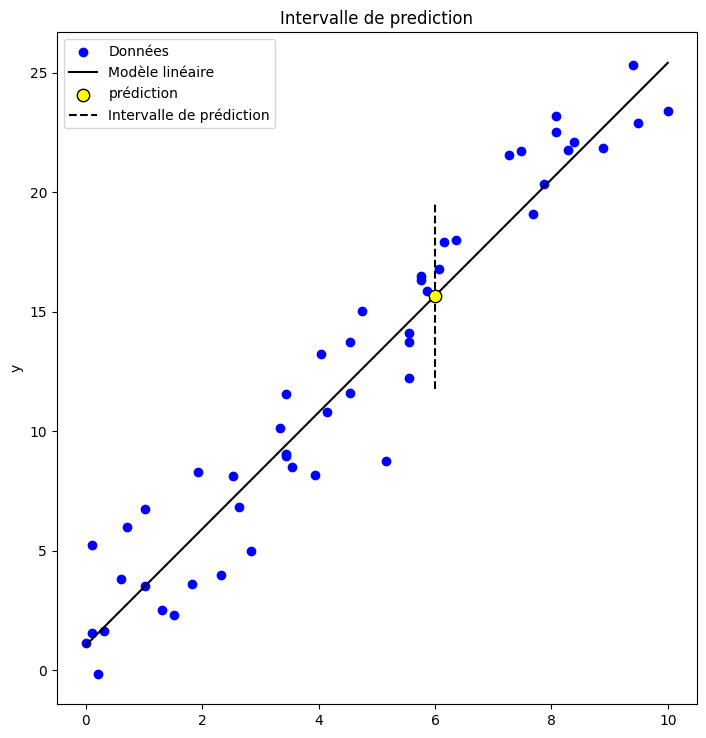 Intervalle de prediction
Données
Modèle linéaire
prédiction
Intervalle de prédiction
25
20
15
10
5
0
y
0 2 4 6 8 10